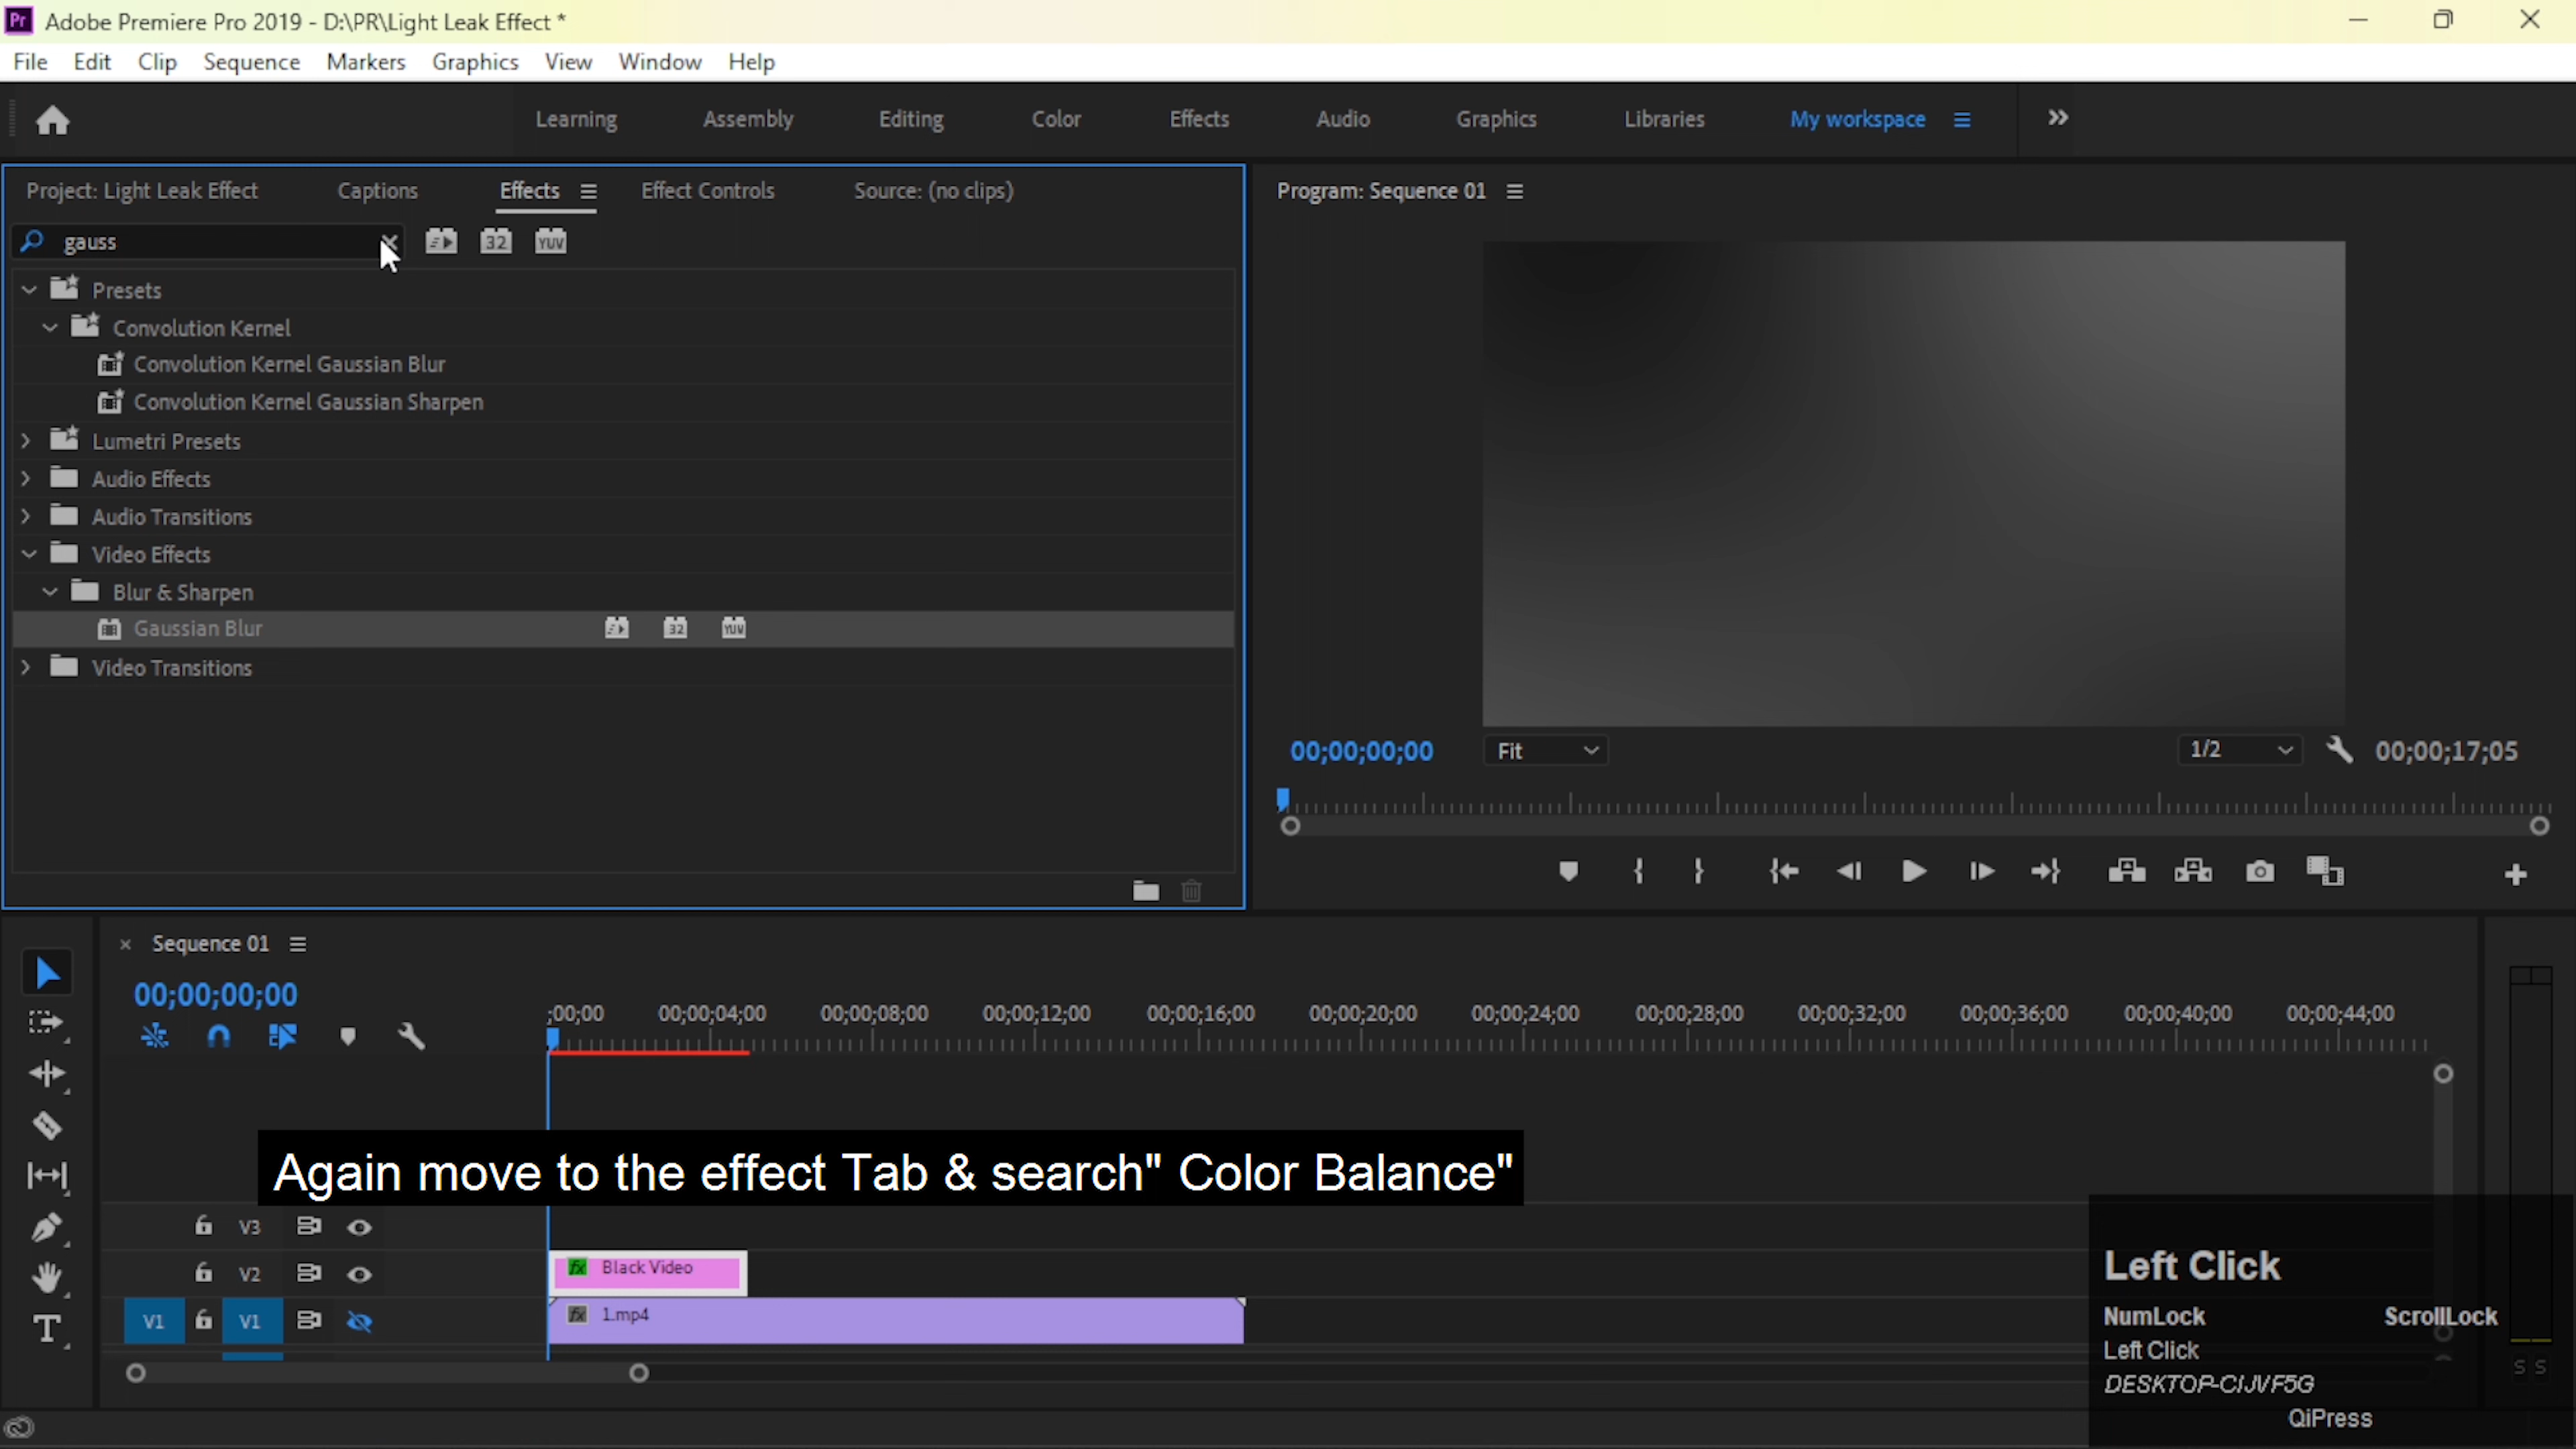 Pr Adobe Premiere Pro 2019 - D:\PR\Light Leak Effect *
File Edit Clip Sequence Markers Graphics View Window Help
Learning Assembly Editing Color Effects Audio Graphics Libraries My workspace
Project: Light Leak Effect Captions Effects Effect Controls Source: (no clips)
Program: Sequence 01
gauss 32 YUV
Presets
Convolution Kernel
Convolution Kernel Gaussian Blur
Convolution Kernel Gaussian Sharpen
Lumetri Presets
Audio Effects
Audio Transitions
Video Effects
Blur & Sharpen
Gaussian Blur 32 YUV
Video Transitions
00;00;00;00 Fit 1/2 00;00;17;05
Sequence 01
00;00;00;00
;00;00 00;00;04;00 00;00;08;00 00;00;12;00 00;00;16;00 00;00;20;00 00;00;24;00 00;00;28;00 00;00;32;00 00;00;36;00 00;00;40;00 00;00;44;00
Again move to the effect Tab & search" Color Balance"
V3
V2 fx Black Video
V1 V1 fx 1.mp4
T
Left Click
NumLock ScrollLock
Left Click
DESKTOP-CIJVF5G
QiPress
S S